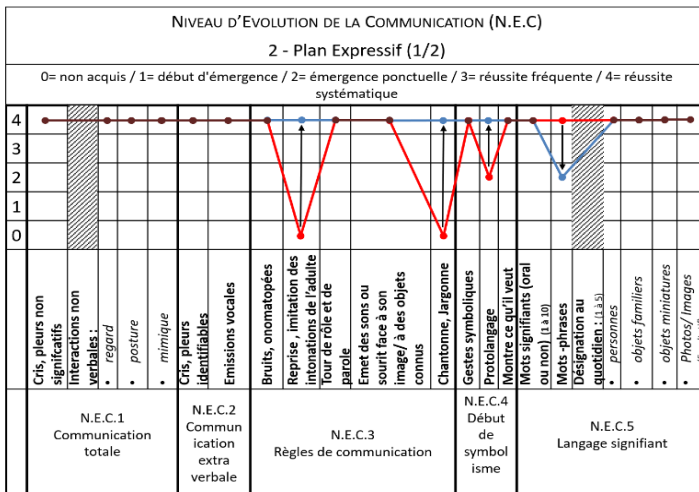 NIVEAU D'EVOLUTION DE LA COMMUNICATION (N.E.C)
2 - Plan Expressif (1/2)
0= non acquis / 1= début d'émergence / 2= émergence ponctuelle / 3= réussite fréquente / 4= réussite
systématique
4
3
2
1
0
Cris, pleurs non
signifcatifs
Interactions non
verbales :
• regard
• posture
• mimique
Cris, pleurs
identifiables
Emissions vocales
Bruits, onomatopées
Reprise , imitation des
intonations de l'adulte
Tour de rôle et de
parole
Emet des sons ou
sourit face à son
image/ à des objets
connus
Chantonne, Jargonne
Gestes symboliques
Protolangage
Montre ce qu'il veut
Mots signifiants (oral
ou non) (1 à 10)
Mots -phrases
Désignation au
quotidien : (1 à 5)
• personnes
• objets familiers
• objets miniatures
• Photos/ Images
N.E.C.1
Communication
totale
N.E.C.2
Commun
ication
extra
verbale
N.E.C.3
Règles de communication
N.E.C.4
Début
de
symbol
isme
N.E.C.5
Langage signifiant